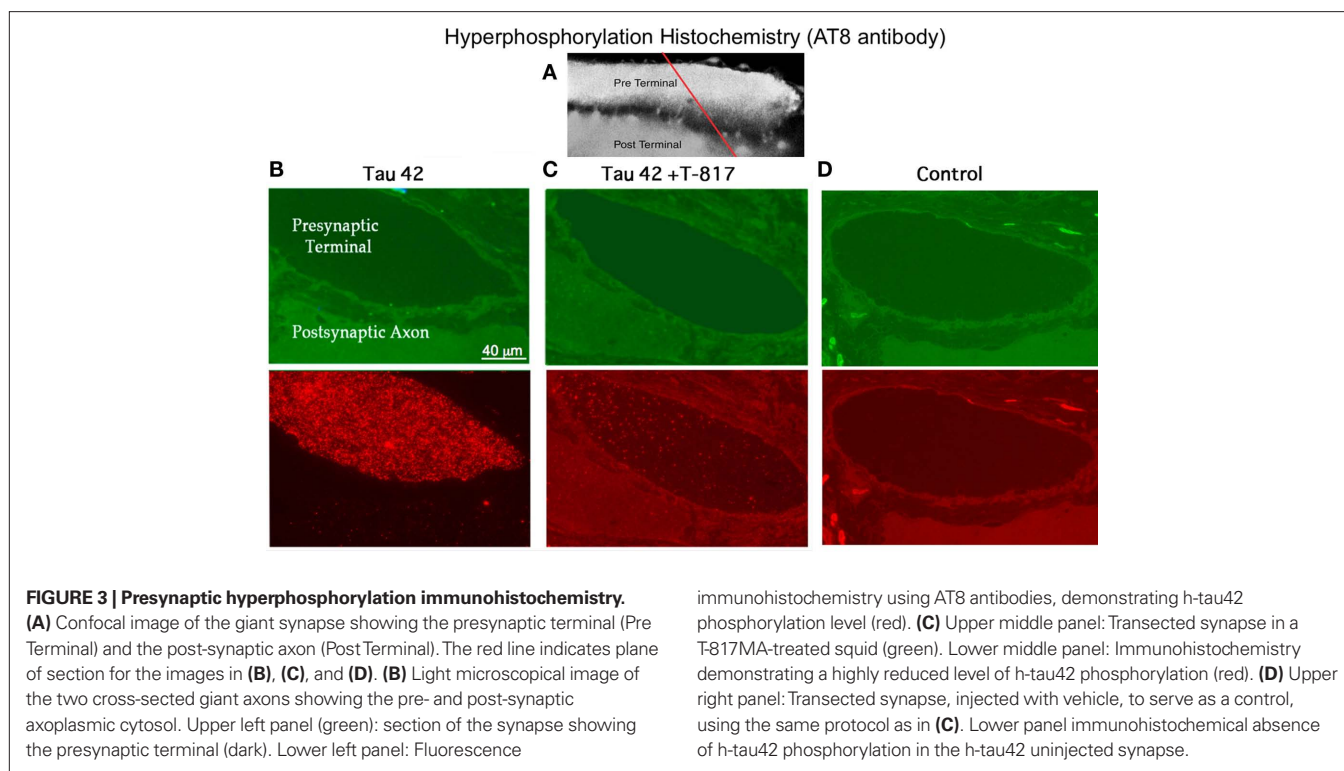 Hyperphosphorylation Histochemistry (AT8 antibody)
A
Pre Terminal
Post Terminal
B
Tau 42
C
Tau 42 +T-817
D
Control
Presynaptic
Terminal
Postsynaptic Axon
40 µm
FIGURE 3 | Presynaptic hyperphosphorylation immunohistochemistry.
(A) Confocal image of the giant synapse showing the presynaptic terminal (Pre
Terminal) and the post-synaptic axon (Post Terminal). The red line indicates plane
of section for the images in (B), (C), and (D). (B) Light microscopical image of
the two cross-sected giant axons showing the pre- and post-synaptic
axoplasmic cytosol. Upper left panel (green): section of the synapse showing
the presynaptic terminal (dark). Lower left panel: Fluorescence
immunohistochemistry using AT8 antibodies, demonstrating h-tau42
phosphorylation level (red). (C) Upper middle panel: Transected synapse in a
T-817MA-treated squid (green). Lower middle panel: Immunohistochemistry
demonstrating a highly reduced level of h-tau42 phosphorylation (red). (D) Upper
right panel: Transected synapse, injected with vehicle, to serve as a control,
using the same protocol as in (C). Lower panel immunohistochemical absence
of h-tau42 phosphorylation in the h-tau42 uninjected synapse.